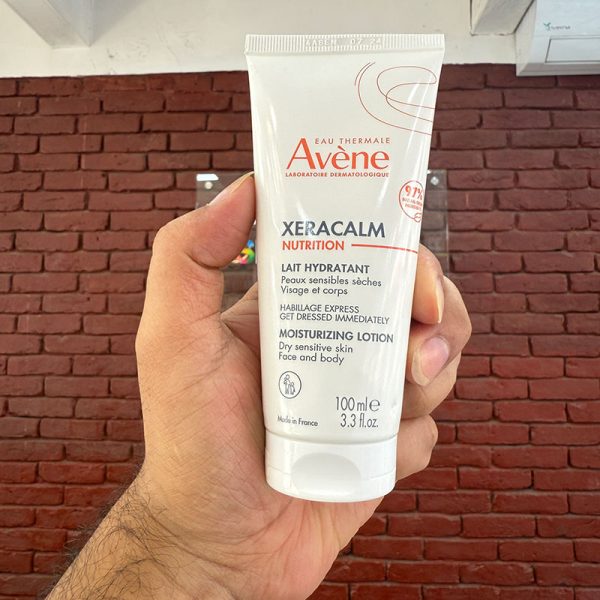 EAU THERMALE
Avène
LABORATOIRE DERMATOLOGIQUE
97%
XERACALM
NUTRITION
LAIT HYDRATANT
Peaux sensibles sèches
Visage et corps
HABILLAGE EXPRESS
GET DRESSED IMMEDIATELY
MOISTURIZING LOTION
Dry sensitive skin
Face and body
100 ml e
3.3 fl.oz.
Made in France